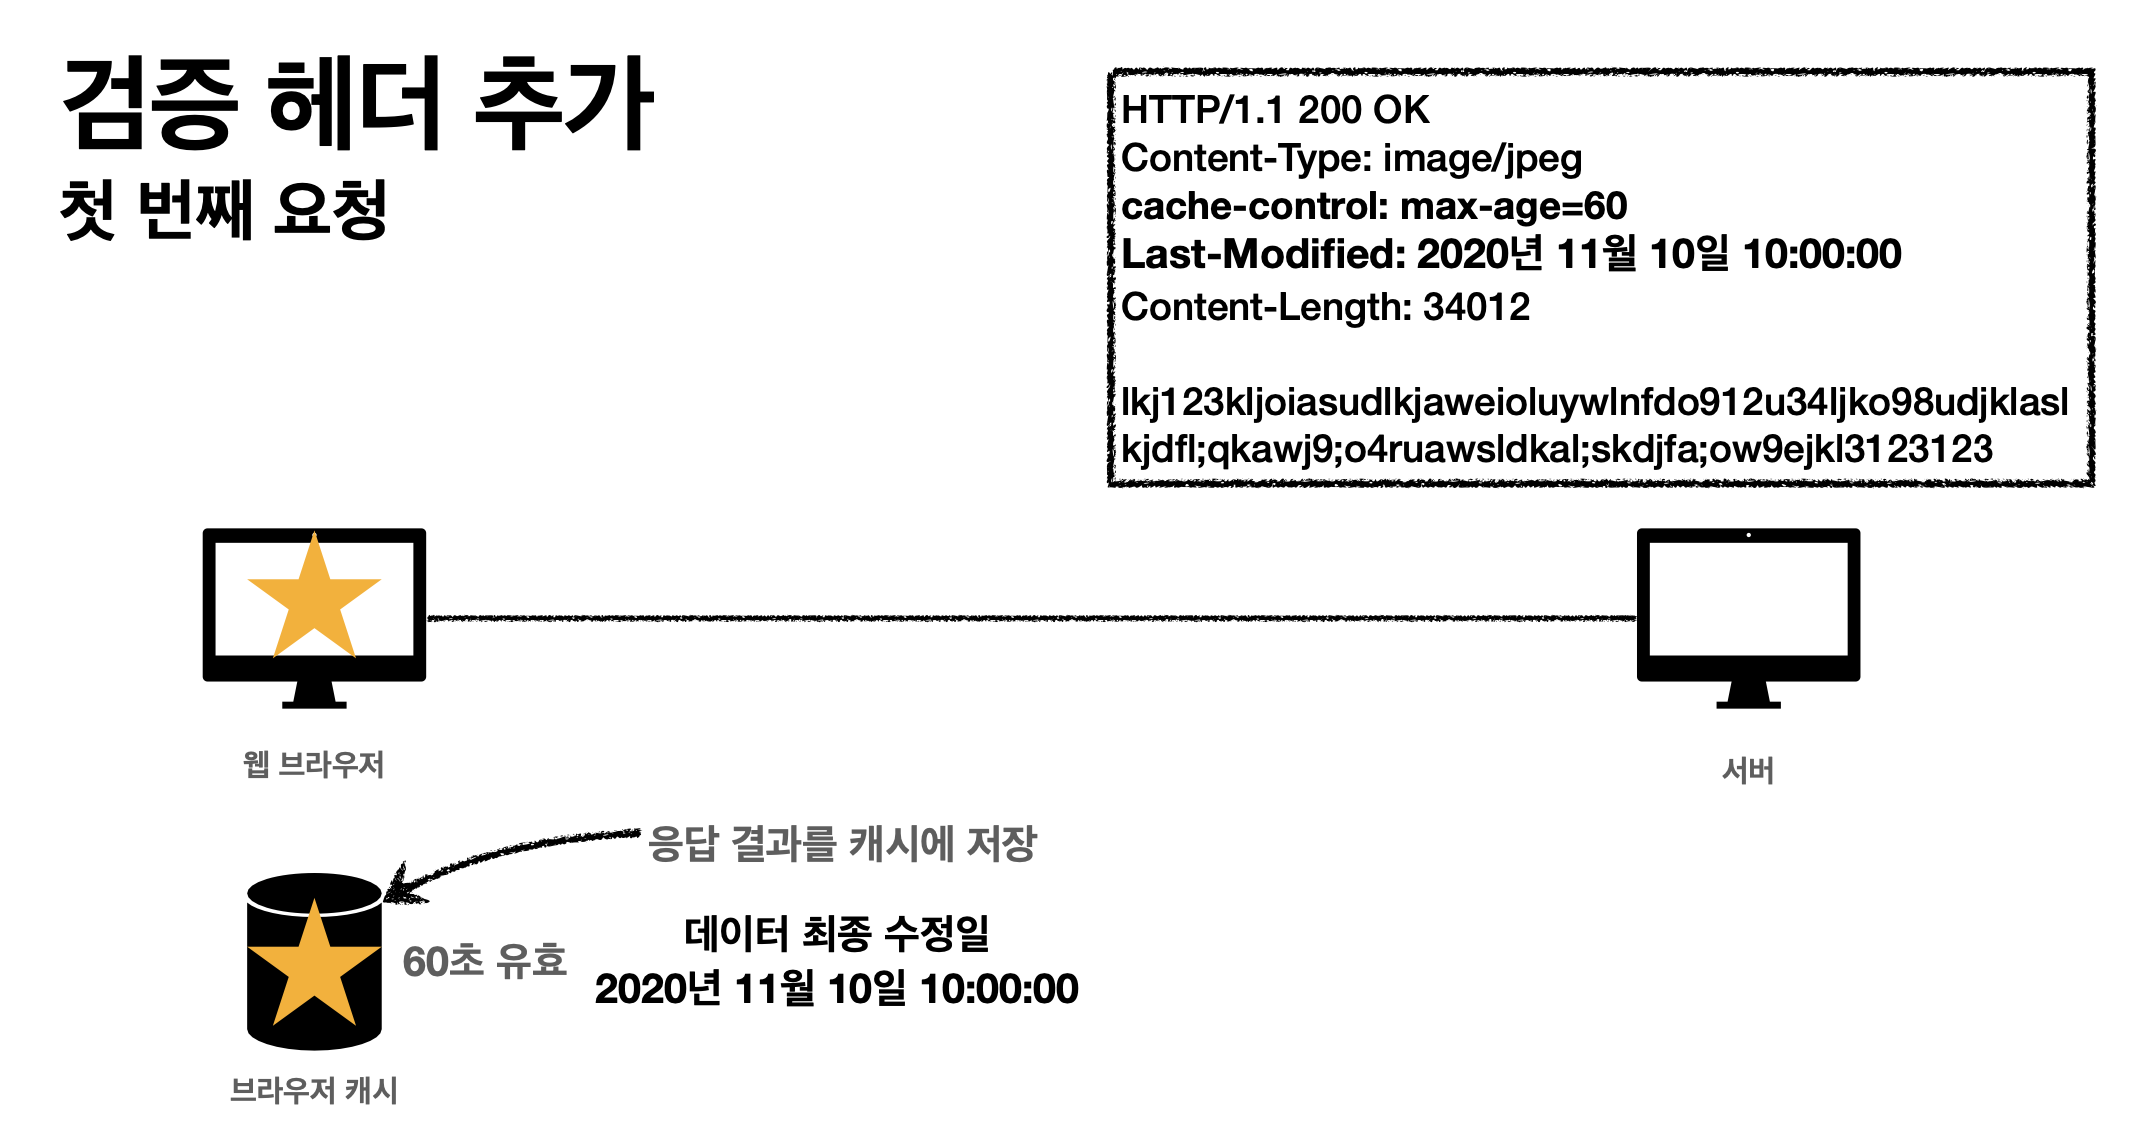 검증 헤더 추가
첫 번째 요청
HTTP/1.1 200 OK
Content-Type: image/jpeg
cache-control: max-age=60
Last-Modified: 2020년 11월 10일 10:00:00
Content-Length: 34012
lkj123kljoiasudlkjaweioluywlnfdo912u34ljko98udjklasl
kjdfl;qkawj9;o4ruawsldkal;skdjfa;ow9ejkl3123123
웹 브라우저
서버
응답 결과를 캐시에 저장
60초 유효
데이터 최종 수정일
2020년 11월 10일 10:00:00
브라우저 캐시